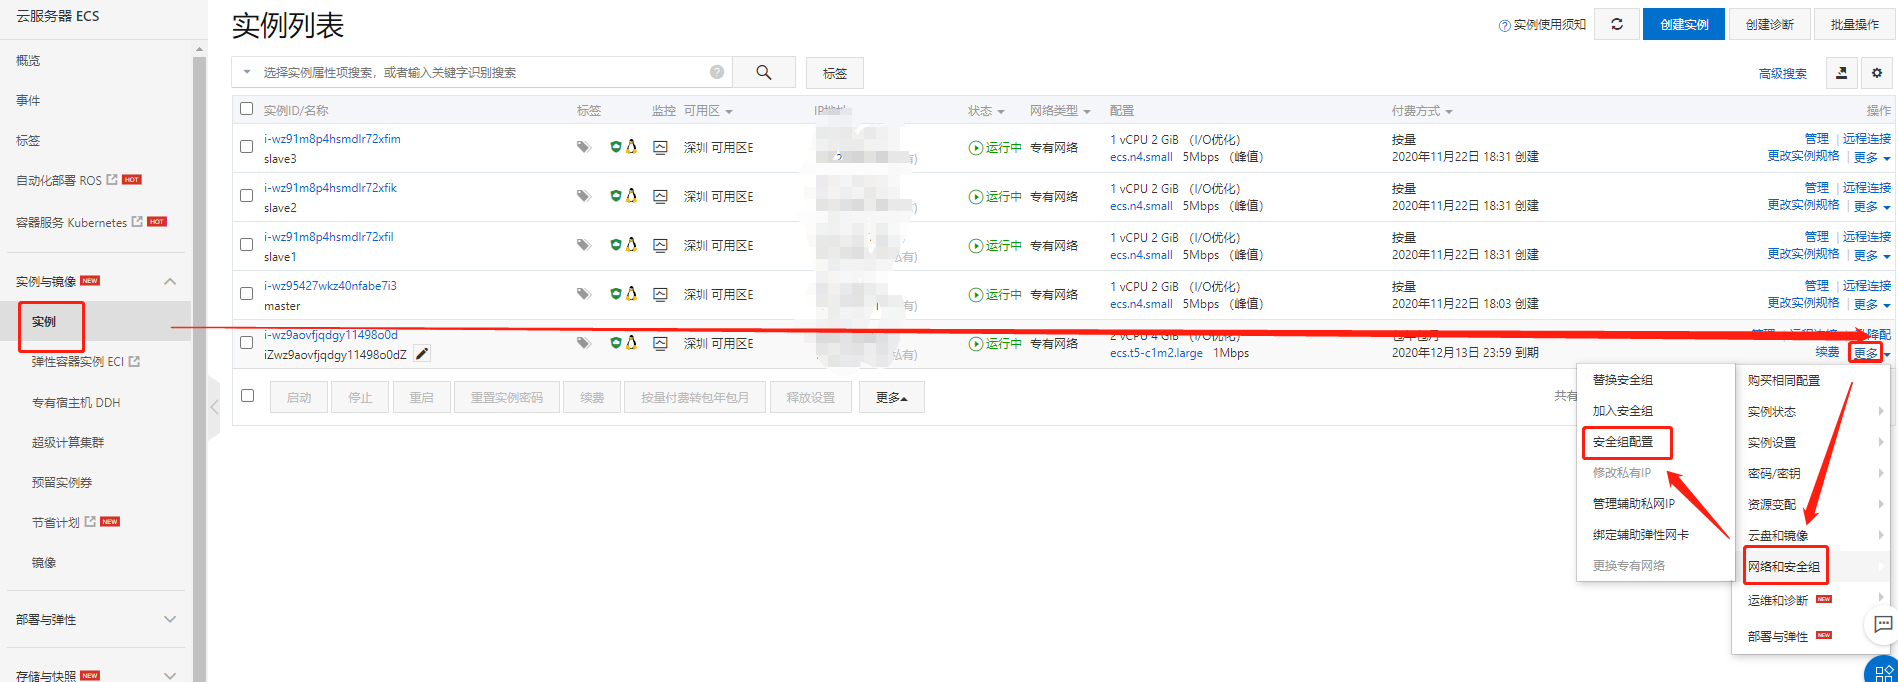 云服务器 ECS
概览
事件
标签
自动化部署 ROS HOT
容器服务 Kubernetes HOT
实例与镜像 NEW
实例
弹性容器实例 ECI
专有宿主机 DDH
超级计算集群
预留实例券
节省计划 NEW
镜像
部署与弹性
存储与快照 NEW
实例列表
实例使用须知 创建实例 创建诊断 批量操作
选择实例属性项搜索，或者输入关键字识别搜索 标签 高级搜索
实例ID/名称 标签 监控 可用区 IP地址 状态 网络类型 配置 付费方式 操作
i-wz91m8p4hsmdlr72xfim 1 vCPU 2 GiB (I/O优化) 按量 管理 远程连接
slave3 深圳 可用区E 运行中 专有网络 ecs.n4.small 5Mbps (峰值) 2020年11月22日 18:31 创建 更改实例规格 更多
i-wz91m8p4hsmdlr72xfik 1 vCPU 2 GiB (I/O优化) 按量 管理 远程连接
slave2 深圳 可用区E 运行中 专有网络 ecs.n4.small 5Mbps (峰值) 2020年11月22日 18:31 创建 更改实例规格 更多
i-wz91m8p4hsmdlr72xfil 1 vCPU 2 GiB (I/O优化) 按量 管理 远程连接
slave1 深圳 可用区E 私有) 运行中 专有网络 ecs.n4.small 5Mbps (峰值) 2020年11月22日 18:31 创建 更改实例规格 更多
i-wz95427wkz40nfabe7i3 1 vCPU 2 GiB (I/O优化) 按量 管理 远程连接
master 深圳 可用区E 有) 运行中 专有网络 ecs.n4.small 5Mbps (峰值) 2020年11月22日 18:03 创建 更改实例规格 更多
i-wz9aovfjqdgy11498o0d
iZwz9aovfjqdgy11498o0dZ 深圳 可用区E 私有) 运行中 专有网络 ecs.t5-c1m2.large 1Mbps 2020年12月13日 23:59 到期 续费 更多
启动 停止 重启 重置实例密码 续费 按量付费转包年包月 释放设置 更多 共有
替换安全组
加入安全组
安全组配置
修改私有IP
管理辅助私网IP
绑定辅助弹性网卡
更换专有网络
购买相同配置
实例状态
实例设置
密码/密钥
资源变配
云盘和镜像
网络和安全组
运维和诊断 NEW
部署与弹性 NEW